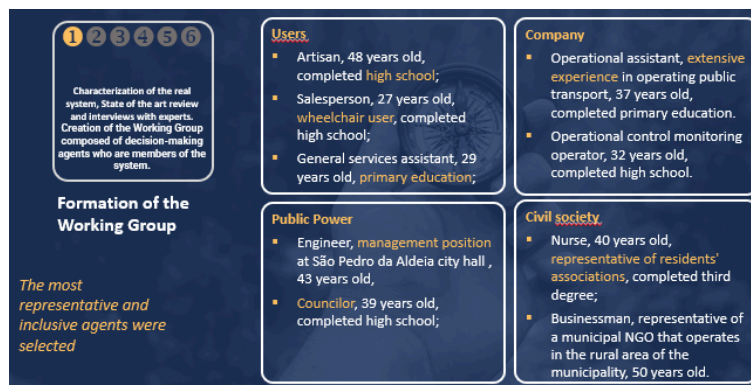 1 2 3 4 5 6
Characterization of the real
system, State of the art review
and interviews with experts.
Creation of the Working Group
composed of decision-making
agents who are members of the
system.
Formation of the
Working Group
The most
representative and
inclusive agents were
selected
Users
▪ Artisan, 48 years old,
completed high school;
▪ Salesperson, 27 years old,
wheelchair user, completed
high school;
▪ General services assistant, 29
years old, primary education;
Company
▪ Operational assistant, extensive
experience in operating public
transport, 37 years old,
completed primary education.
▪ Operational control monitoring
operator, 32 years old,
completed high school.
Public Power
▪ Engineer, management position
at São Pedro da Aldeia city hall ,
43 years old,
▪ Councilor, 39 years old,
completed high school;
Civil society
▪ Nurse, 40 years old,
representative of residents'
associations, completed third
degree;
▪ Businessman, representative of
a municipal NGO that operates
in the rural area of the
municipality, 50 years old.